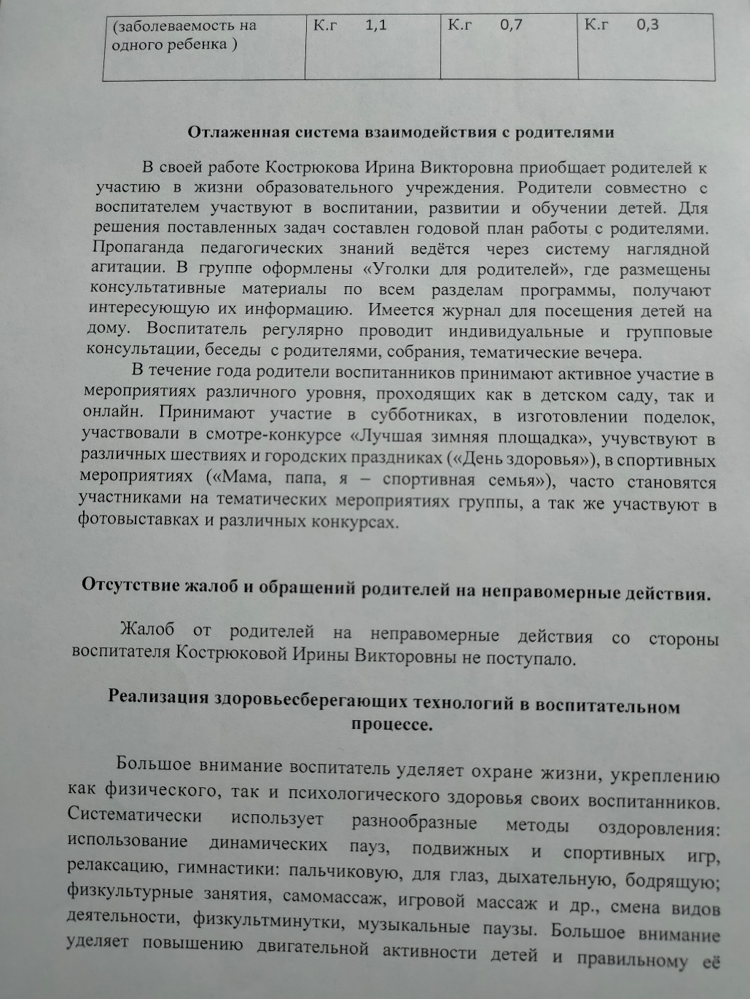 (заболеваемость на К.г 1,1 К.г 0,7 К.г 0,3
одного ребенка )
Отлаженная система взаимодействия с родителями
В своей работе Кострюкова Ирина Викторовна приобщает родителей к
участию в жизни образовательного учреждения. Родители совместно с
воспитателем участвуют в воспитании, развитии и обучении детей. Для
решения поставленных задач составлен годовой план работы с родителями.
Пропаганда педагогических знаний ведётся через систему наглядной
агитации. В группе оформлены «Уголки для родителей», где размещены
консультативные материалы по всем разделам программы, получают
интересующую их информацию. Имеется журнал для посещения детей на
дому. Воспитатель регулярно проводит индивидуальные и групповые
консультации, беседы с родителями, собрания, тематические вечера.
В течение года родители воспитанников принимают активное участие в
мероприятиях различного уровня, проходящих как в детском саду, так и
онлайн. Принимают участие в субботниках, в изготовлении поделок,
участвовали в смотре-конкурсе «Лучшая зимняя площадка», учувствуют в
различных шествиях и городских праздниках («День здоровья»), в спортивных
мероприятиях («Мама, папа, я – спортивная семья»), часто становятся
участниками на тематических мероприятиях группы, а так же участвуют в
фотовыставках и различных конкурсах.
Отсутствие жалоб и обращений родителей на неправомерные действия.
Жалоб от родителей на неправомерные действия со стороны
воспитателя Кострюковой Ирины Викторовны не поступало.
Реализация здоровьесберегающих технологий в воспитательном
процессе.
Большое внимание воспитатель уделяет охране жизни, укреплению
как физического, так и психологического здоровья своих воспитанников.
Систематически использует разнообразные методы оздоровления:
использование динамических пауз, подвижных и спортивных игр,
релаксацию, гимнастики: пальчиковую, для глаз, дыхательную, бодрящую;
физкультурные занятия, самомассаж, игровой массаж и др., смена видов
деятельности, физкультминутки, музыкальные паузы. Большое внимание
уделяет повышению двигательной активности детей и правильному её